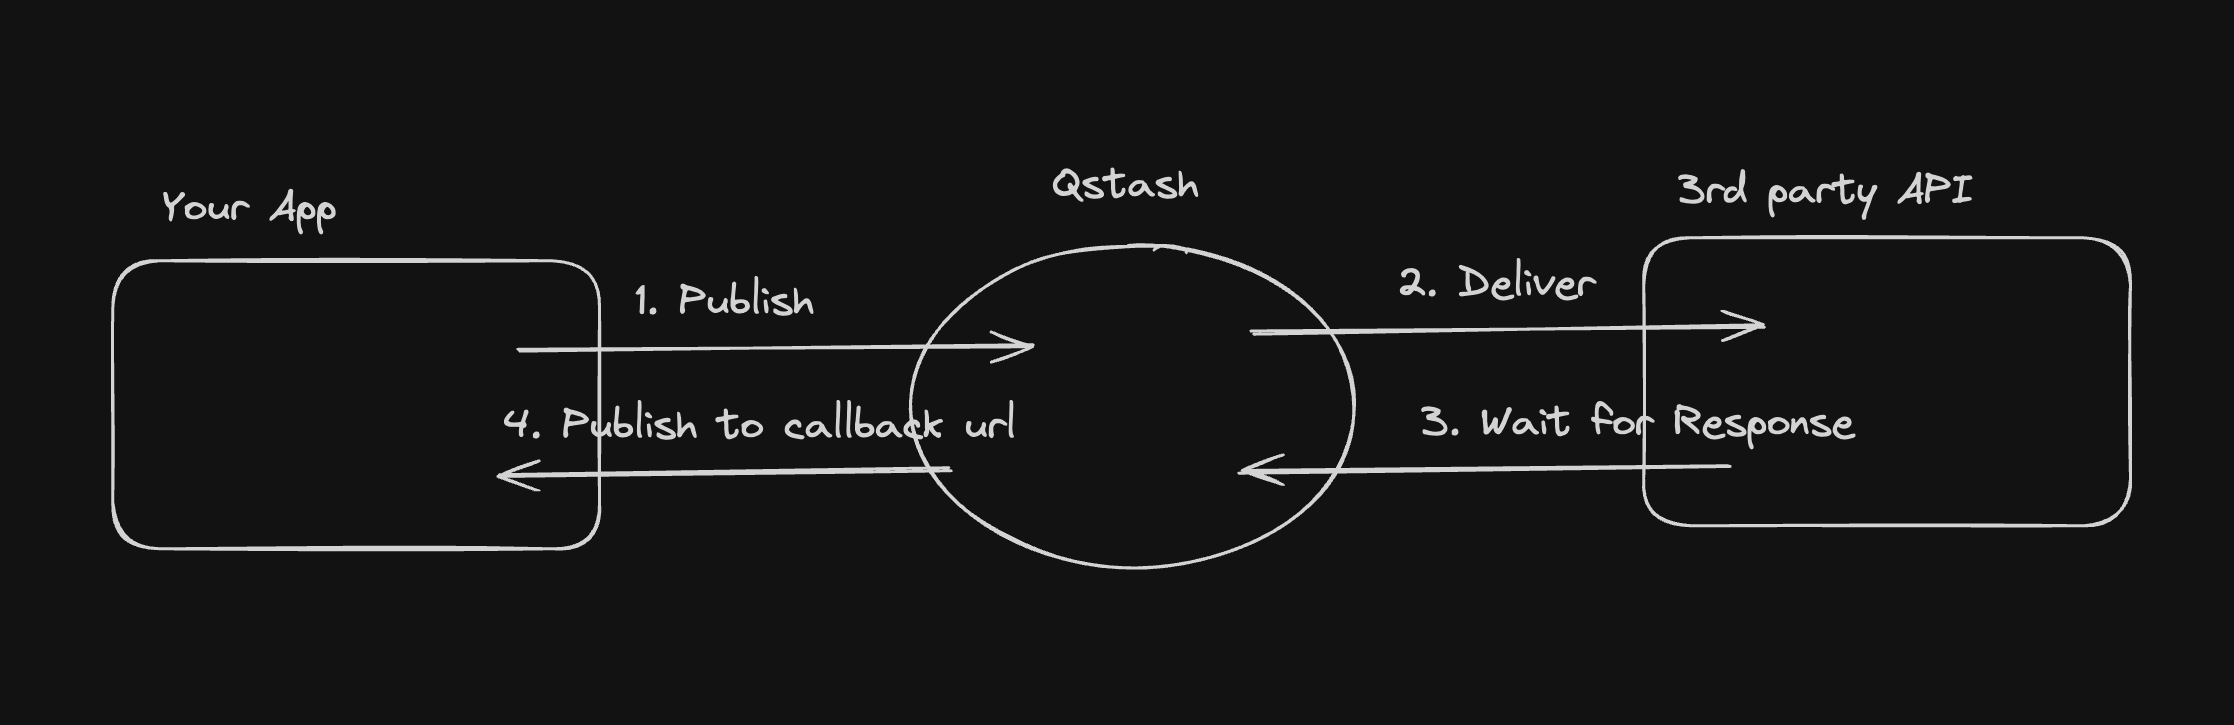 Your App
Qstash
3rd party API
1. Publish
2. Deliver
4. Publish to callback url
3. Wait for Response